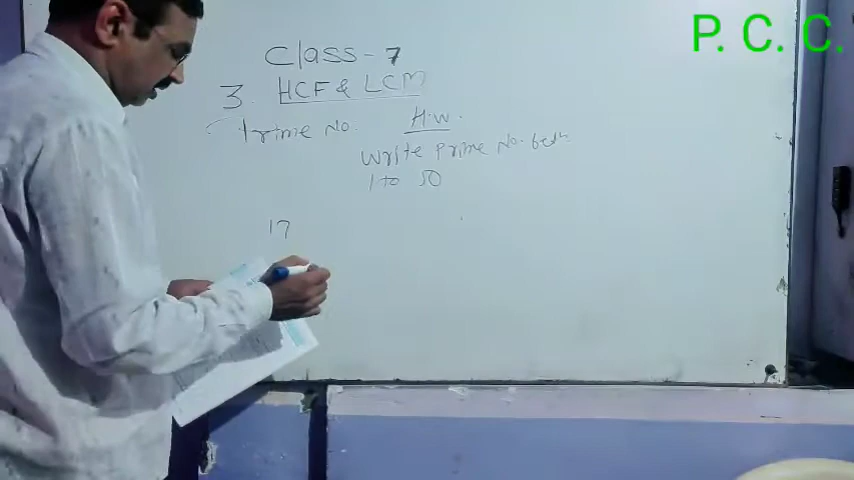 P. C. C.
Class - 7
3. HCF & LCM
Prime No.
H.W.
Write Prime No. betn
1 to 50
17